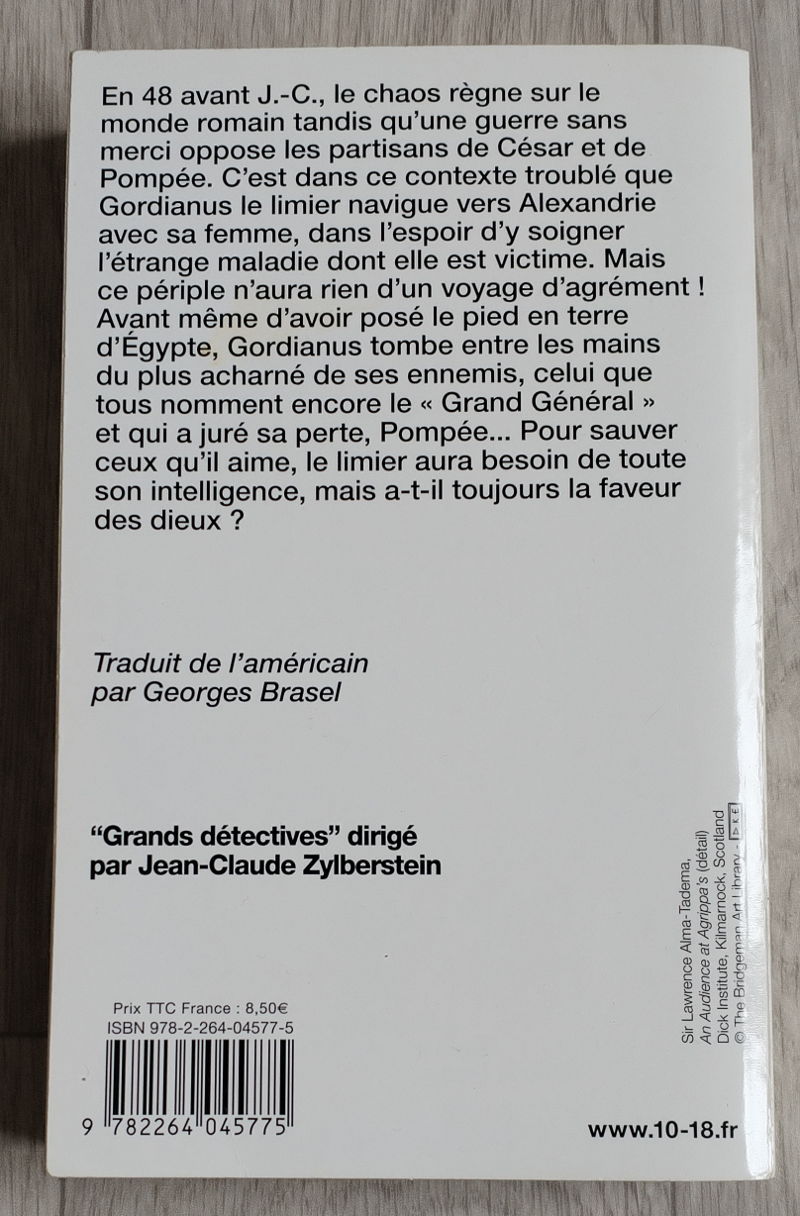 En 48 avant J.-C., le chaos règne sur le
monde romain tandis qu'une guerre sans
merci oppose les partisans de César et de
Pompée. C'est dans ce contexte troublé que
Gordianus le limier navigue vers Alexandrie
avec sa femme, dans l'espoir d'y soigner
l'étrange maladie dont elle est victime. Mais
ce périple n'aura rien d'un voyage d'agrément !
Avant même d'avoir posé le pied en terre
d'Égypte, Gordianus tombe entre les mains
du plus acharné de ses ennemis, celui que
tous nomment encore le « Grand Général »
et qui a juré sa perte, Pompée... Pour sauver
ceux qu'il aime, le limier aura besoin de toute
son intelligence, mais a-t-il toujours la faveur
des dieux ?
Traduit de l'américain
par Georges Brasel
“Grands détectives” dirigé
par Jean-Claude Zylberstein
Sir Lawrence Alma-Tadema,
An Audience at Agrippa's (détail)
Dick Institute, Kilmarnock, Scotland
© The Bridgeman Art Library -
Prix TTC France : 8,50€
ISBN 978-2-264-04577-5
9 782264 045775
www.10-18.fr